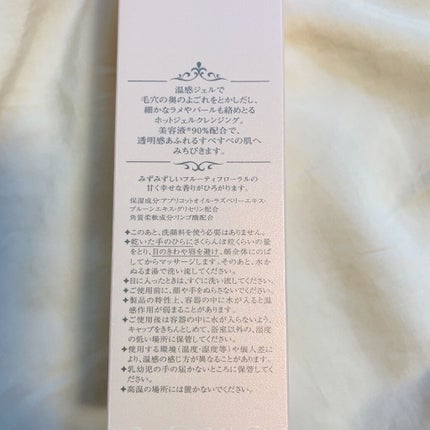 温感ジェルで
毛穴の奥のよごれをとかしだし、
細かなラメやパールも絡めとる
ホットジェルクレンジング。
美容液*90%配合で、
透明感あふれるすべすべの肌へ
みちびきます。
みずみずしいフルーティフローラルの
甘く幸せな香りがひろがります。
保湿成分:アプリコットオイル・ラズベリーエキス・
プルーンエキス・グリセリン配合
角質柔軟成分:リンゴ酸配合
◆このあと、洗顔料を使う必要はありません。
◆乾いた手のひらにさくらんぼ粒くらいの量
をとり、目のきわや唇を避け、顔全体にのば
してからマッサージします。そのあと、水か
ぬるま湯で洗い流してください。
◆目に入ったときは、すぐに洗い流してください。
◆ご使用前に、顔や手をぬらさないでください。
◆製品の特性上、容器の中に水が入ると温
感作用が弱まることがあります。
◆ご使用後は容器の中に水が入らないよう、
キャップをきちんとしめて、浴室以外の、湿度
の低い場所に保管してください。
◆使用する環境(温度・湿度等)や個人差に
より、温感の感じ方が異なることがあります。
◆乳幼児の手の届かないところに保管してく
ださい。
◆高温の場所には置かないでください。